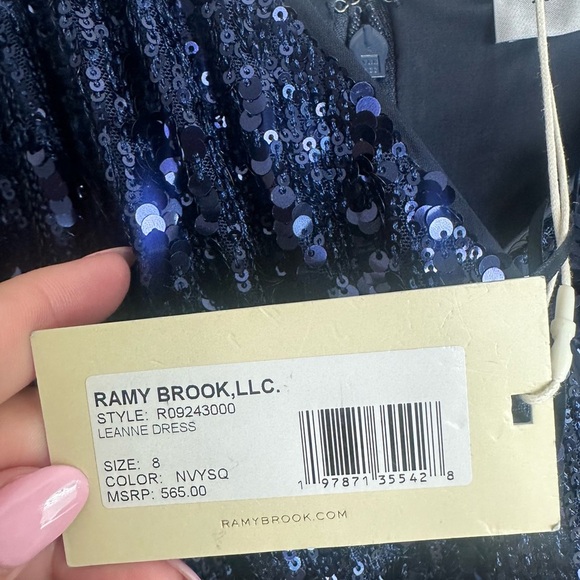 RAMY BROOK,LLC.
STYLE: R09243000
LEANNE DRESS
SIZE: 8
COLOR: NVYSQ
MSRP: 565.00
1 97871 35542 8
RAMYBROOK.COM